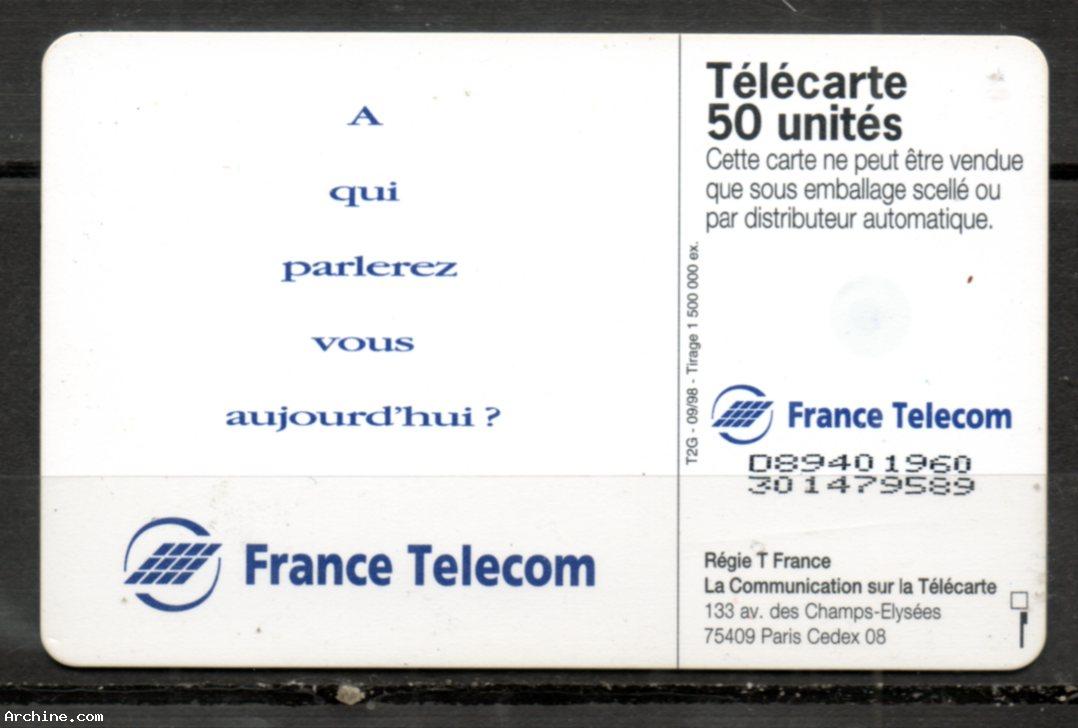 A
qui
parlerez
vous
aujourd'hui ?
France Telecom
Télécarte
50 unités
Cette carte ne peut être vendue
que sous emballage scellé ou
par distributeur automatique.
T2G - 09/98 - Tirage 1 500 000 ex.
France Telecom
D89401960
301479589
Régie T France
La Communication sur la Télécarte
133 av. des Champs-Elysées
75409 Paris Cedex 08
Archine.com